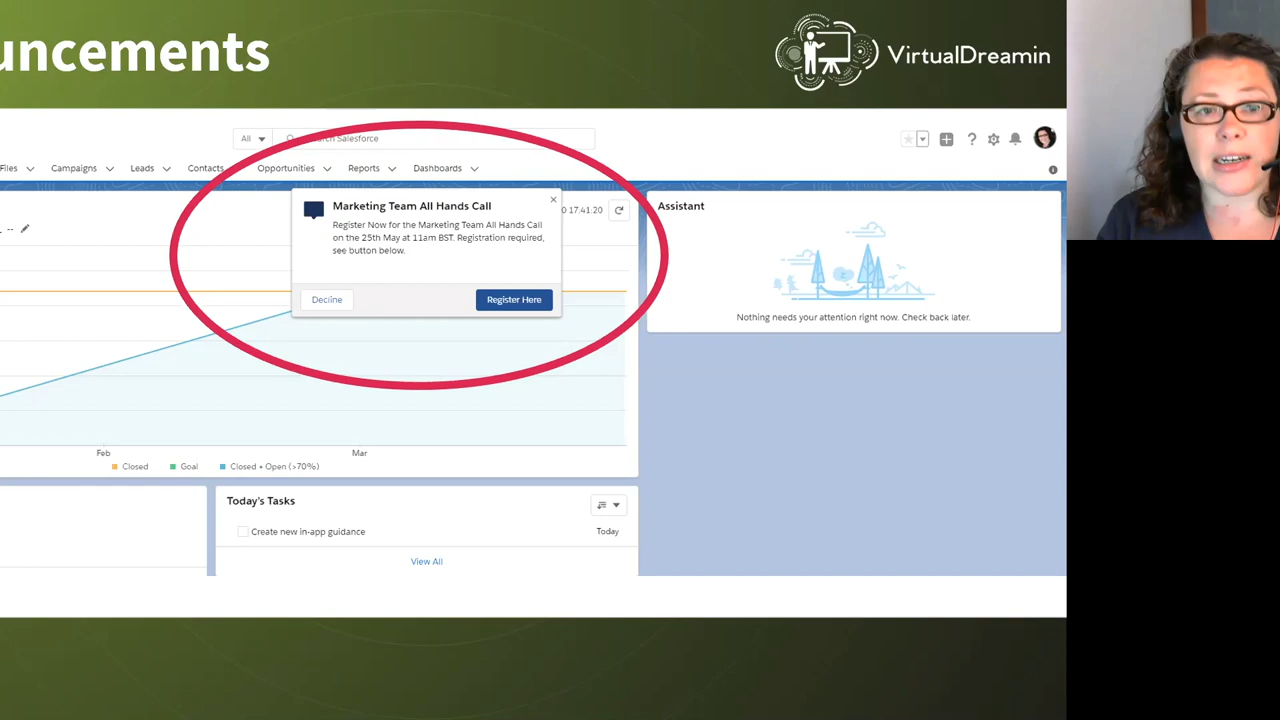 uncements
VirtualDreamin
All
Search Salesforce
Files
Campaigns
Leads
Contacts
Opportunities
Reports
Dashboards
Marketing Team All Hands Call
Register Now for the Marketing Team All Hands Call
on the 25th May at 11am BST. Registration required,
see button below.
Decline
Register Here
0 17.41:20
Assistant
Nothing needs your attention right now. Check back later.
Feb
Mar
Closed
Goal
Closed + Open (>70%)
Today's Tasks
Create new in-app guidance
Today
View All